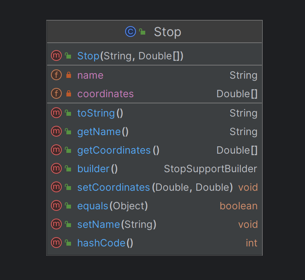 C Stop
m Stop(String, Double[])
f name String
f coordinates Double[]
m toString() String
m getName() String
m getCoordinates() Double[]
m builder() StopSupportBuilder
m setCoordinates(Double, Double) void
m equals(Object) boolean
m setName(String) void
m hashCode() int